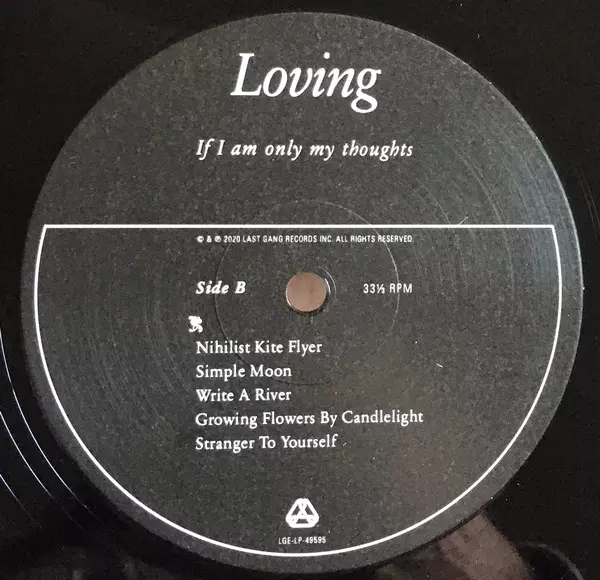 Loving
If I am only my thoughts
© & ℗ 2020 LAST GANG RECORDS INC. ALL RIGHTS RESERVED.
Side B 33⅓ RPM
Nihilist Kite Flyer
Simple Moon
Write A River
Growing Flowers By Candlelight
Stranger To Yourself
LGE-LP-49595